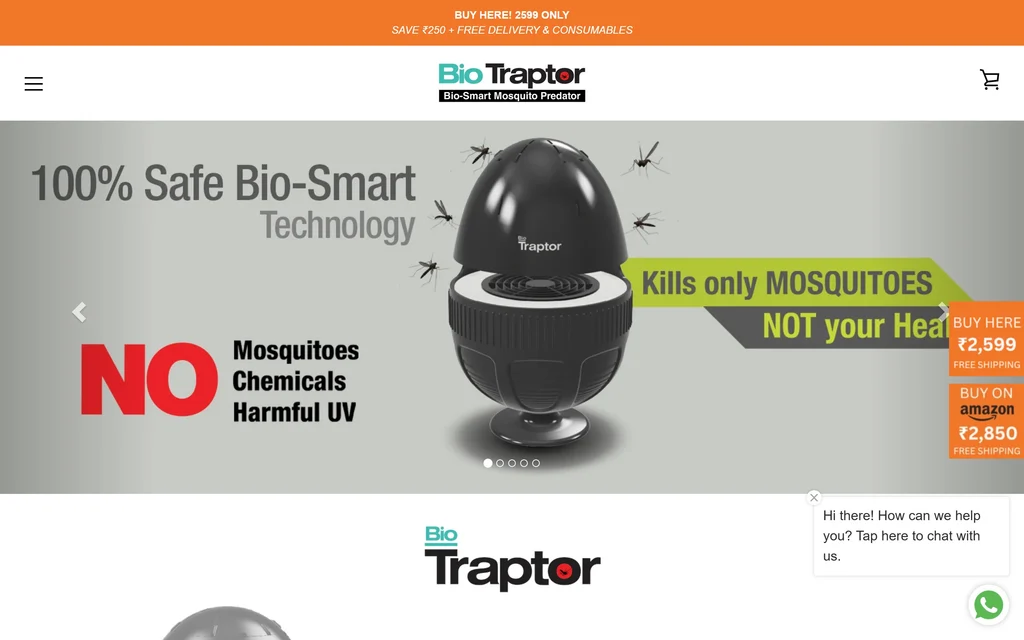 BUY HERE! 2599 ONLY
SAVE ₹250 + FREE DELIVERY & CONSUMABLES
Bio Traptor
Bio-Smart Mosquito Predator
100% Safe Bio-Smart
Technology
Traptor
Kills only MOSQUITOES
NOT your Heal
NO
Mosquitoes
Chemicals
Harmful UV
BUY HERE
₹2,599
FREE SHIPPING
BUY ON
amazon
₹2,850
FREE SHIPPING
Hi there! How can we help
you? Tap here to chat with
us.
Bio
Traptor